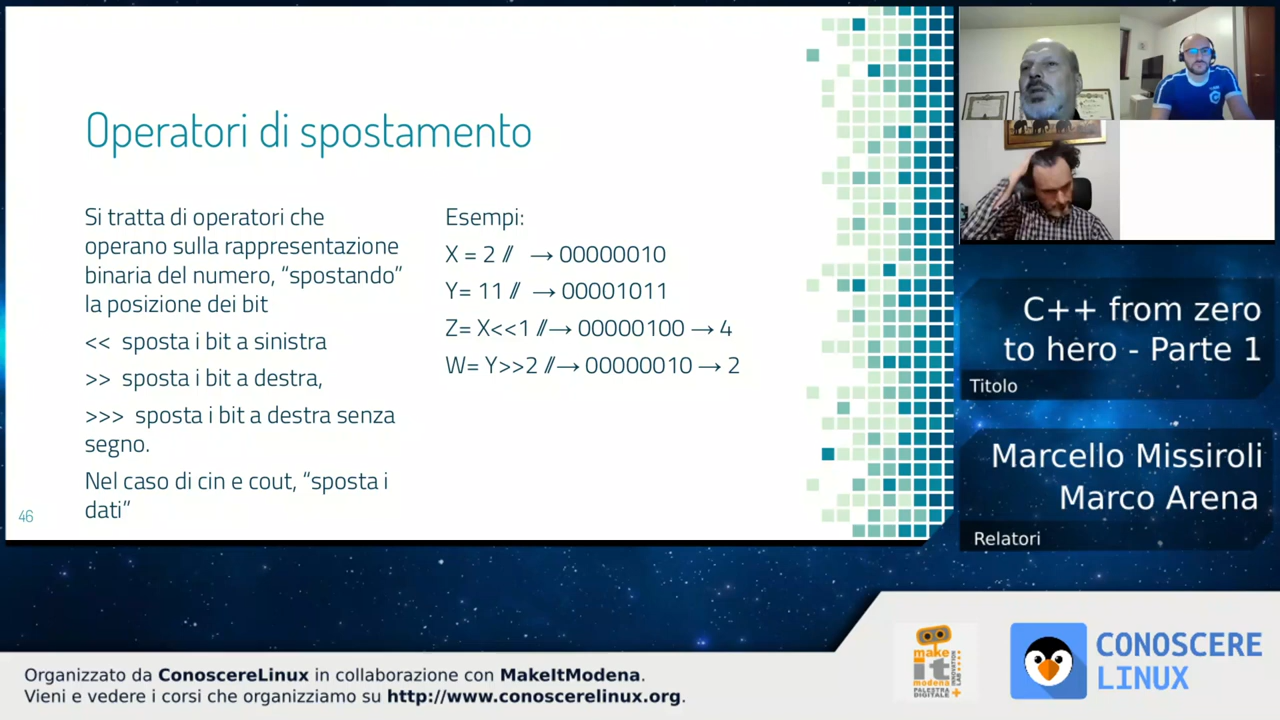 Operatori di spostamento
Si tratta di operatori che
operano sulla rappresentazione
binaria del numero, “spostando”
la posizione dei bit
<< sposta i bit a sinistra
>> sposta i bit a destra,
>>> sposta i bit a destra senza
segno.
Nel caso di cin e cout, “sposta i
dati”
46
Esempi:
X = 2 // → 00000010
Y= 11 // → 00001011
Z= X<<1 //→ 00000100 → 4
W= Y>>2 //→ 00000010 → 2
C++ from zero
to hero - Parte 1
Titolo
Marcello Missiroli
Marco Arena
Relatori
Organizzato da ConoscereLinux in collaborazione con MakeItModena.
Vieni e vedere i corsi che organizziamo su http://www.conoscerelinux.org.
make
it
modena
PALESTRA
DIGITALE
CONOSCERE
LINUX